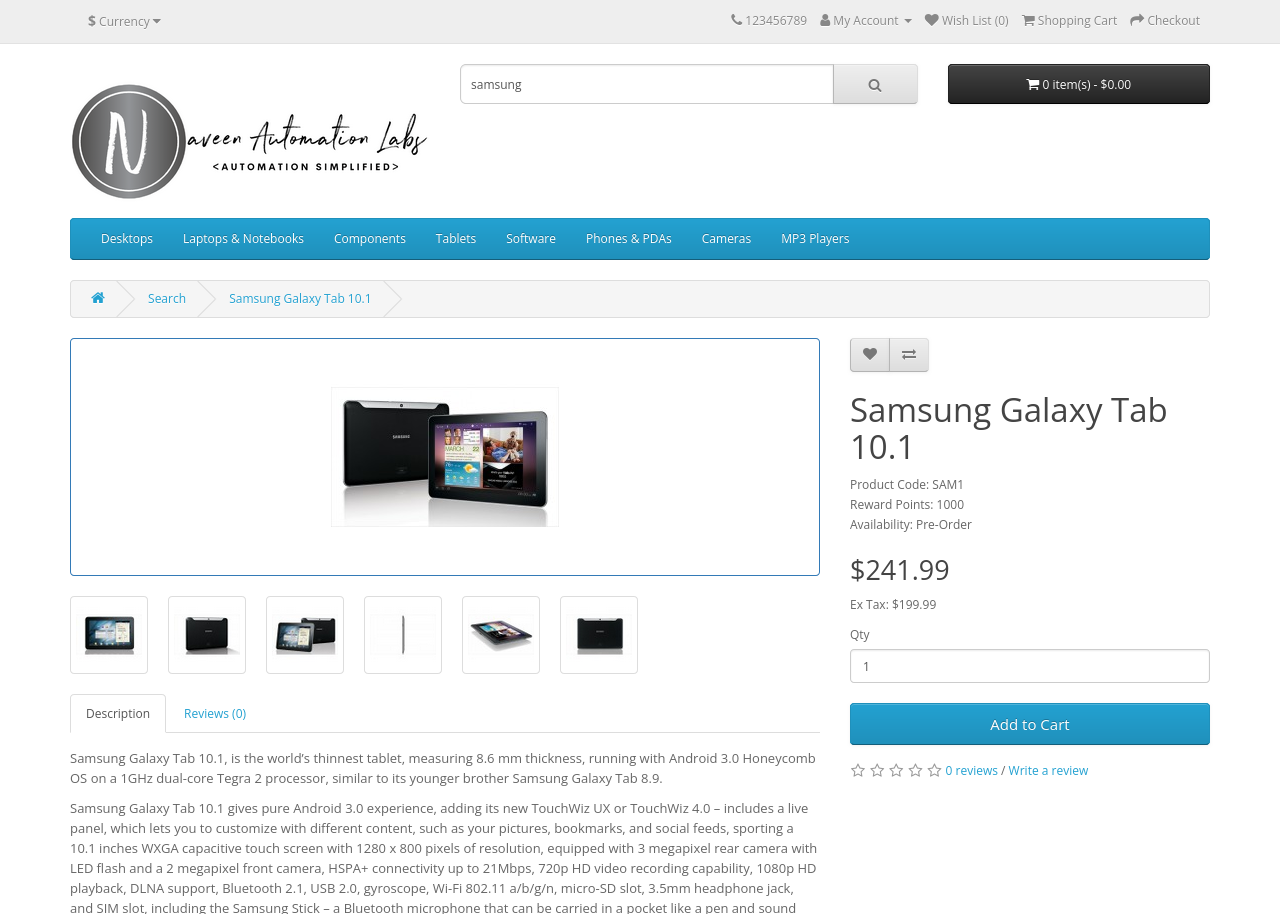 $ Currency
123456789 My Account Wish List (0) Shopping Cart Checkout
samsung
0 item(s) - $0.00
N
aveen Automation Labs
<AUTOMATION SIMPLIFIED>
Desktops Laptops & Notebooks Components Tablets Software Phones & PDAs Cameras MP3 Players
Search Samsung Galaxy Tab 10.1
SAMSUNG
MARCH 22
Samsung Galaxy Tab
10.1
Product Code: SAM1
Reward Points: 1000
Availability: Pre-Order
$241.99
Ex Tax: $199.99
Qty
1
Add to Cart
0 reviews / Write a review
Description Reviews (0)
Samsung Galaxy Tab 10.1, is the world’s thinnest tablet, measuring 8.6 mm thickness, running with Android 3.0 Honeycomb
OS on a 1GHz dual-core Tegra 2 processor, similar to its younger brother Samsung Galaxy Tab 8.9.
Samsung Galaxy Tab 10.1 gives pure Android 3.0 experience, adding its new TouchWiz UX or TouchWiz 4.0 – includes a live
panel, which lets you to customize with different content, such as your pictures, bookmarks, and social feeds, sporting a
10.1 inches WXGA capacitive touch screen with 1280 x 800 pixels of resolution, equipped with 3 megapixel rear camera with
LED flash and a 2 megapixel front camera, HSPA+ connectivity up to 21Mbps, 720p HD video recording capability, 1080p HD
playback, DLNA support, Bluetooth 2.1, USB 2.0, gyroscope, Wi-Fi 802.11 a/b/g/n, micro-SD slot, 3.5mm headphone jack,
and SIM slot, including the Samsung Stick – a Bluetooth microphone that can be carried in a pocket like a pen and sound